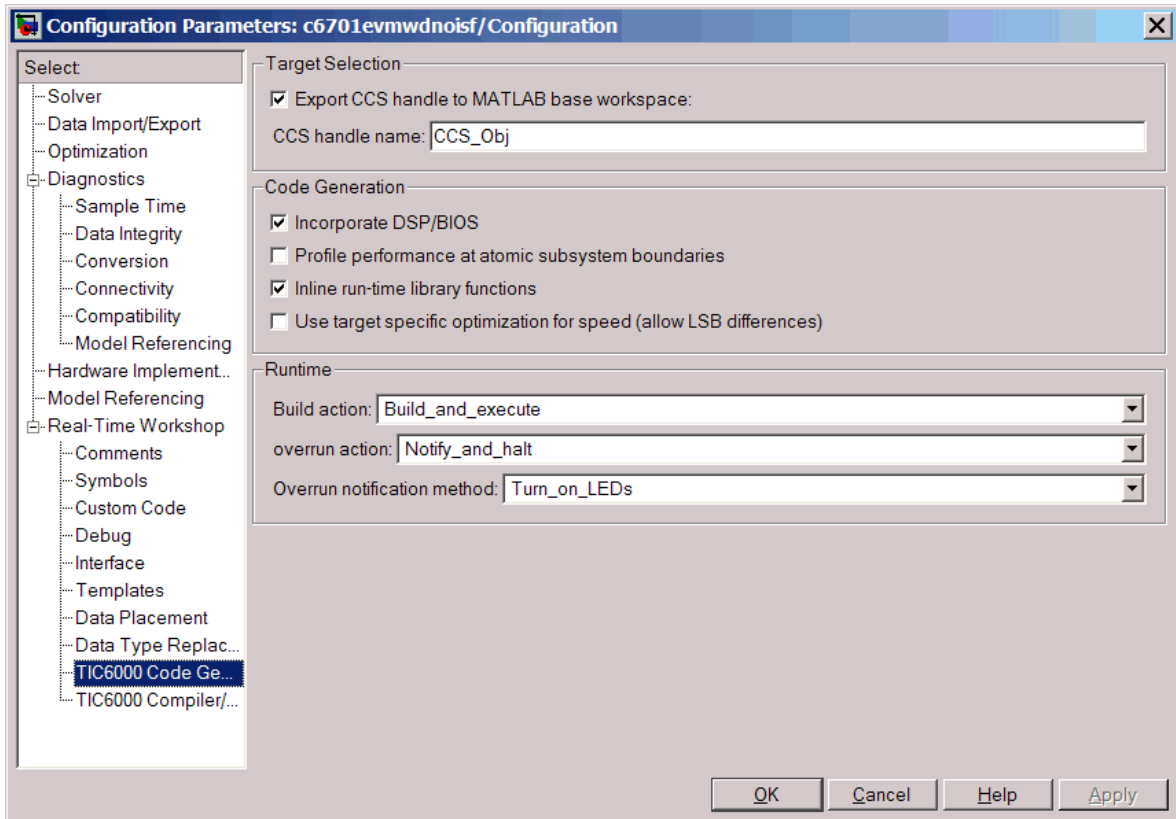 Configuration Parameters: c6701evmwdnoisf/Configuration
Select:
Solver
Data Import/Export
Optimization
Diagnostics
Sample Time
Data Integrity
Conversion
Connectivity
Compatibility
Model Referencing
Hardware Implement...
Model Referencing
Real-Time Workshop
Comments
Symbols
Custom Code
Debug
Interface
Templates
Data Placement
Data Type Replac...
TIC6000 Code Ge...
TIC6000 Compiler/...
Target Selection
Export CCS handle to MATLAB base workspace:
CCS handle name: CCS_Obj
Code Generation
Incorporate DSP/BIOS
Profile performance at atomic subsystem boundaries
Inline run-time library functions
Use target specific optimization for speed (allow LSB differences)
Runtime
Build action: Build_and_execute
overrun action: Notify_and_halt
Overrun notification method: Turn_on_LEDs
OK Cancel Help Apply